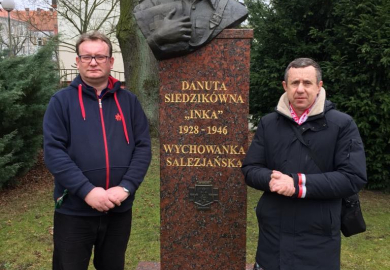 DANUTA
SIEDZIKÓWNA
„INKA”
1928 - 1946
WYCHOWANKA
SALEZJAŃSKA